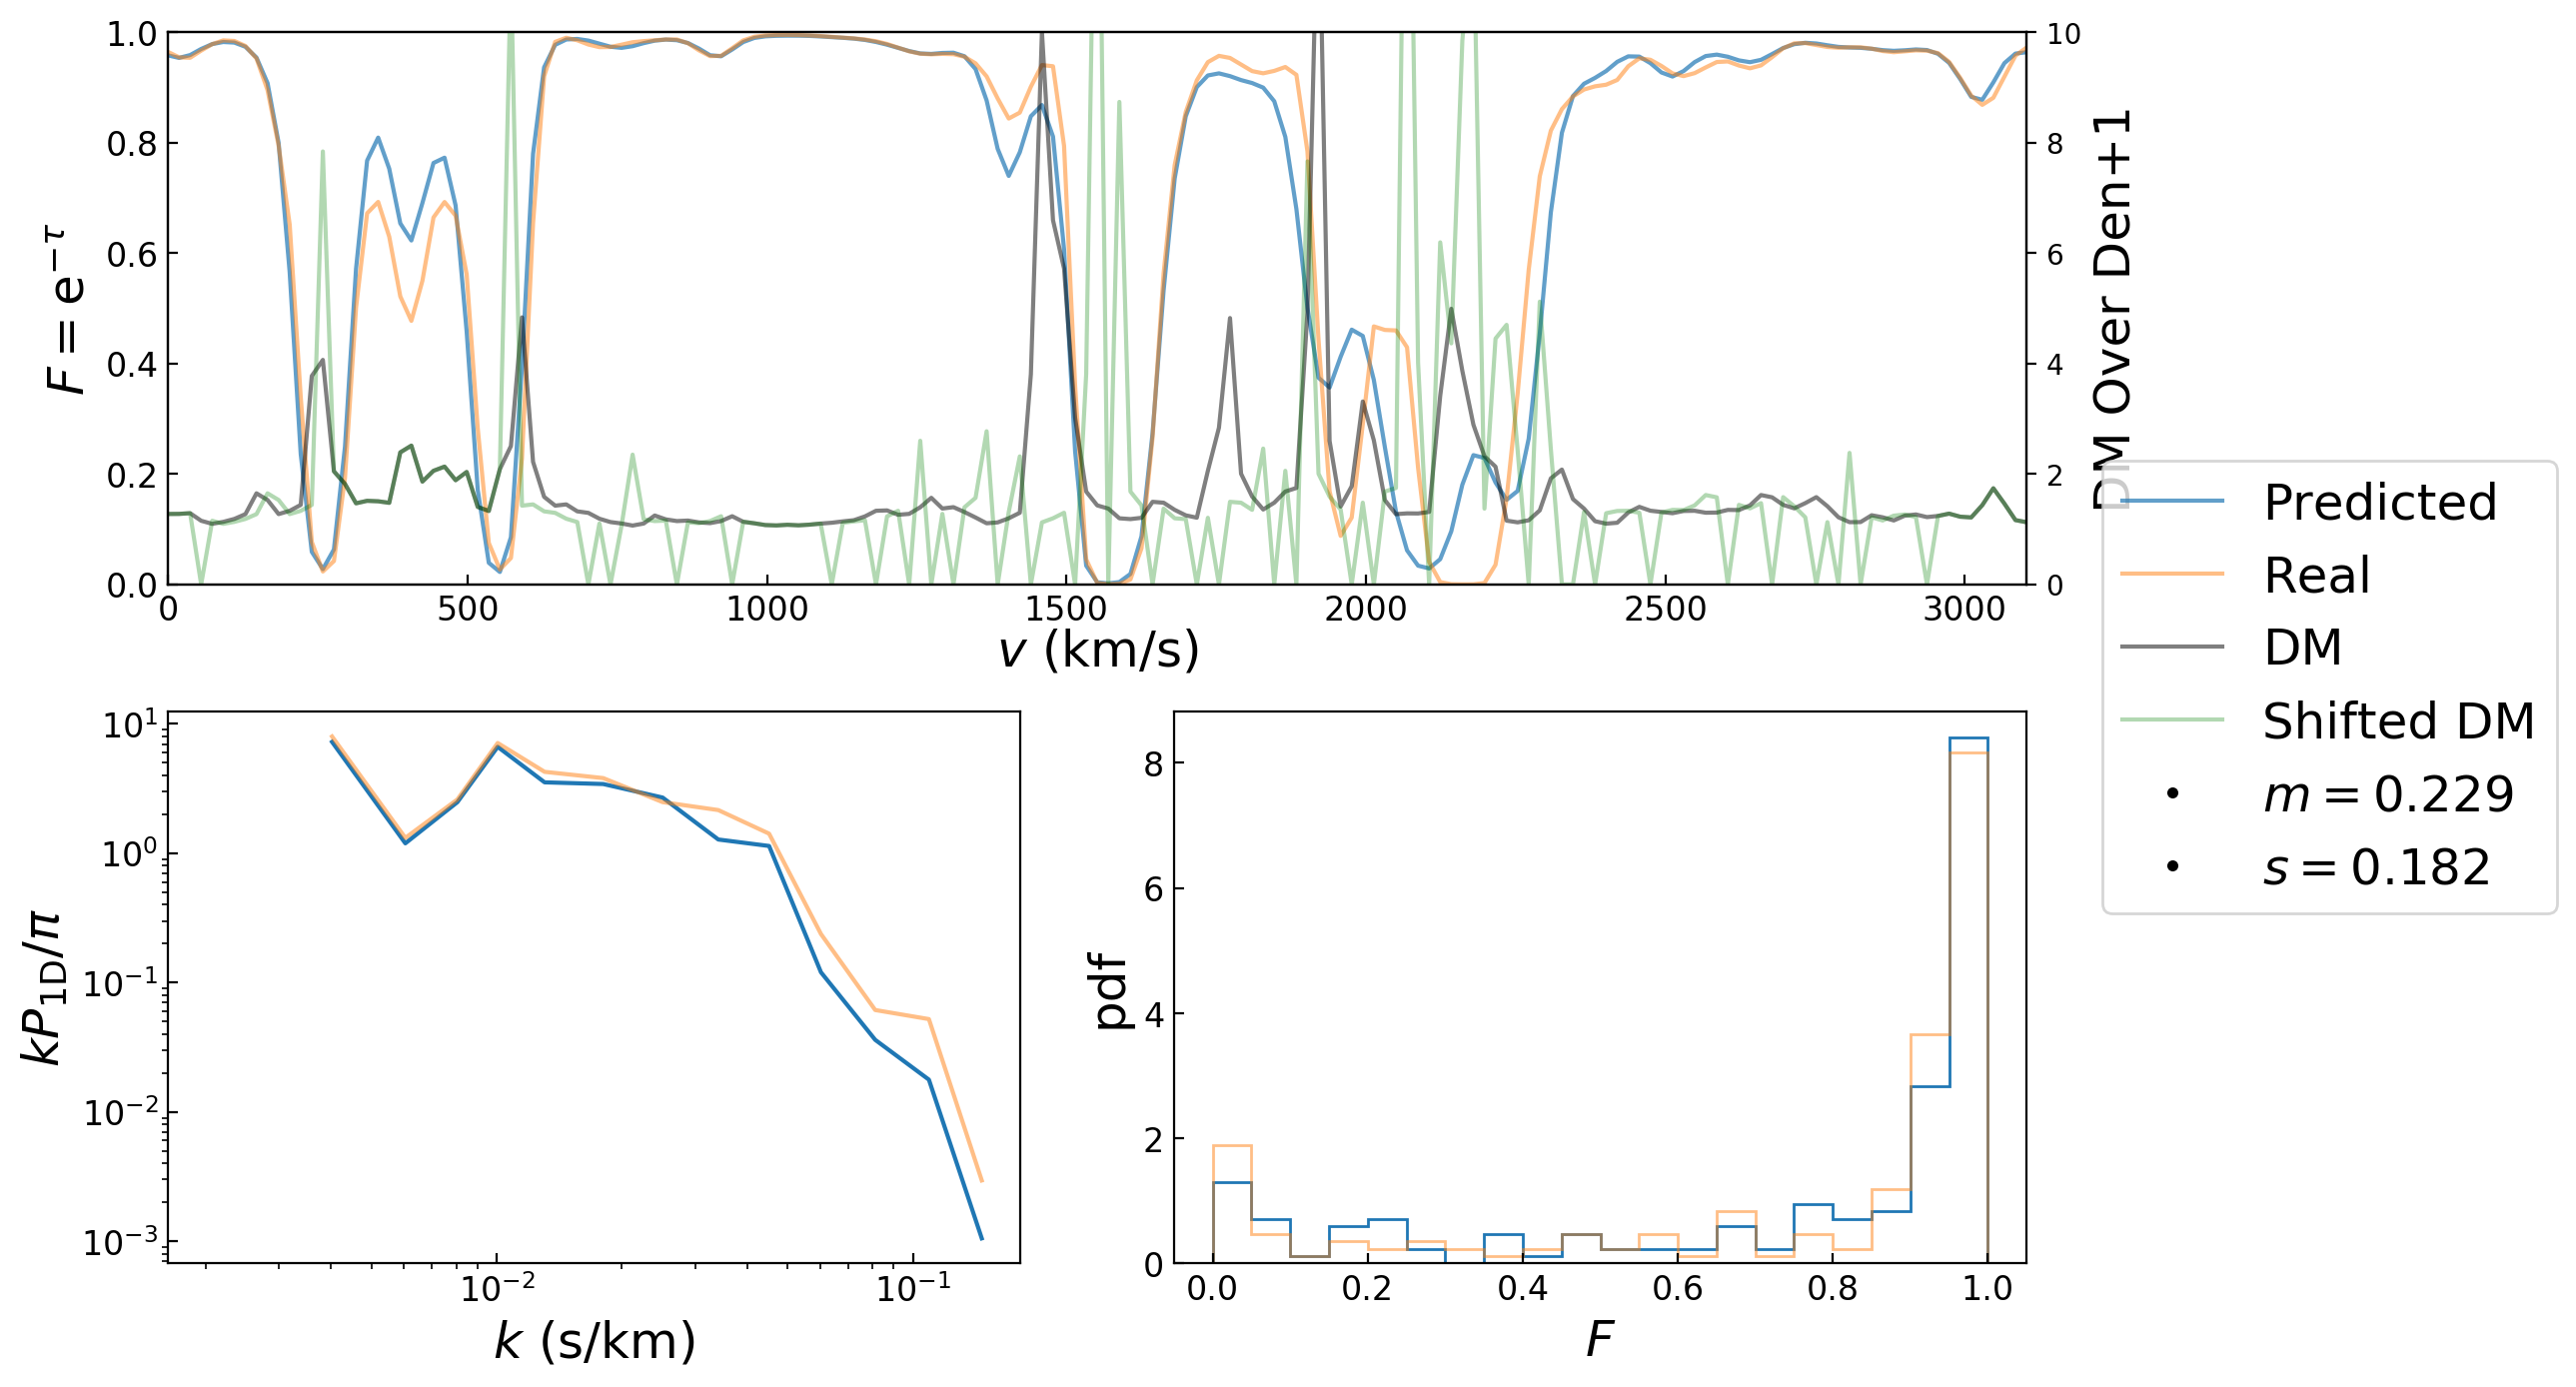 1.0
0.8
0.6
0.4
0.2
0.0
F = e^{−τ}
10
8
6
4
2
0
DM Over Den+1
0 500 1000 1500 2000 2500 3000
v (km/s)
Predicted
Real
DM
Shifted DM
m = 0.229
s = 0.182
10^1
10^0
10^{−1}
10^{−2}
10^{−3}
kP_{1D}/π
10^{−2} 10^{−1}
k (s/km)
8
6
4
2
0
pdf
0.0 0.2 0.4 0.6 0.8 1.0
F